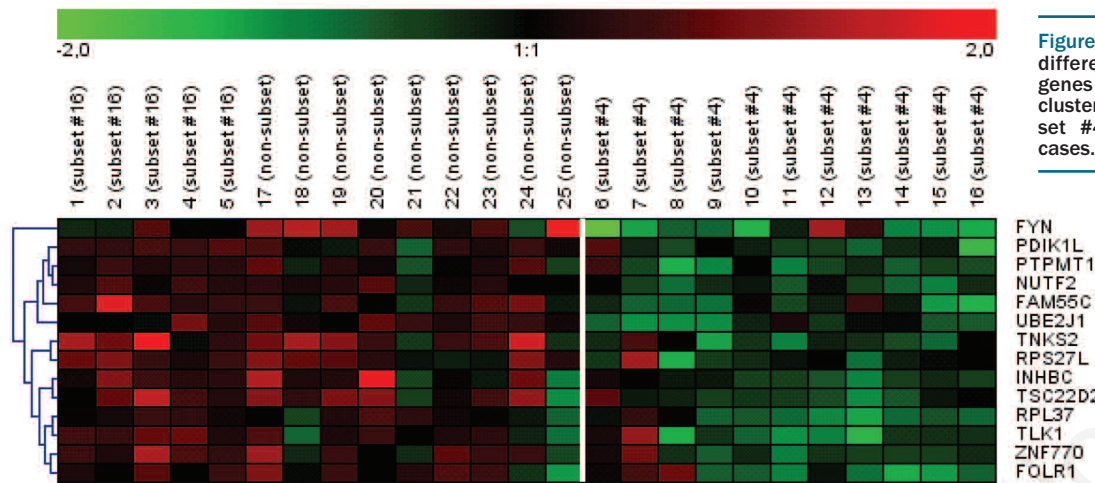 -2,0 1:1 2,0
Figure
differe
genes
cluster
set #4
cases.
1 (subset #16)
2 (subset #16)
3 (subset #16)
4 (subset #16)
5 (subset #16)
17 (non-subset)
18 (non-subset)
19 (non-subset)
20 (non-subset)
21 (non-subset)
22 (non-subset)
23 (non-subset)
24 (non-subset)
25 (non-subset)
6 (subset #4)
7 (subset #4)
8 (subset #4)
9 (subset #4)
10 (subset #4)
11 (subset #4)
12 (subset #4)
13 (subset #4)
14 (subset #4)
15 (subset #4)
16 (subset #4)
FYN
PDIK1L
PTPMT1
NUTF2
FAM55C
UBE2J1
TNKS2
RPS27L
INHBC
TSC22D2
RPL37
TLK1
ZNF770
FOLR1